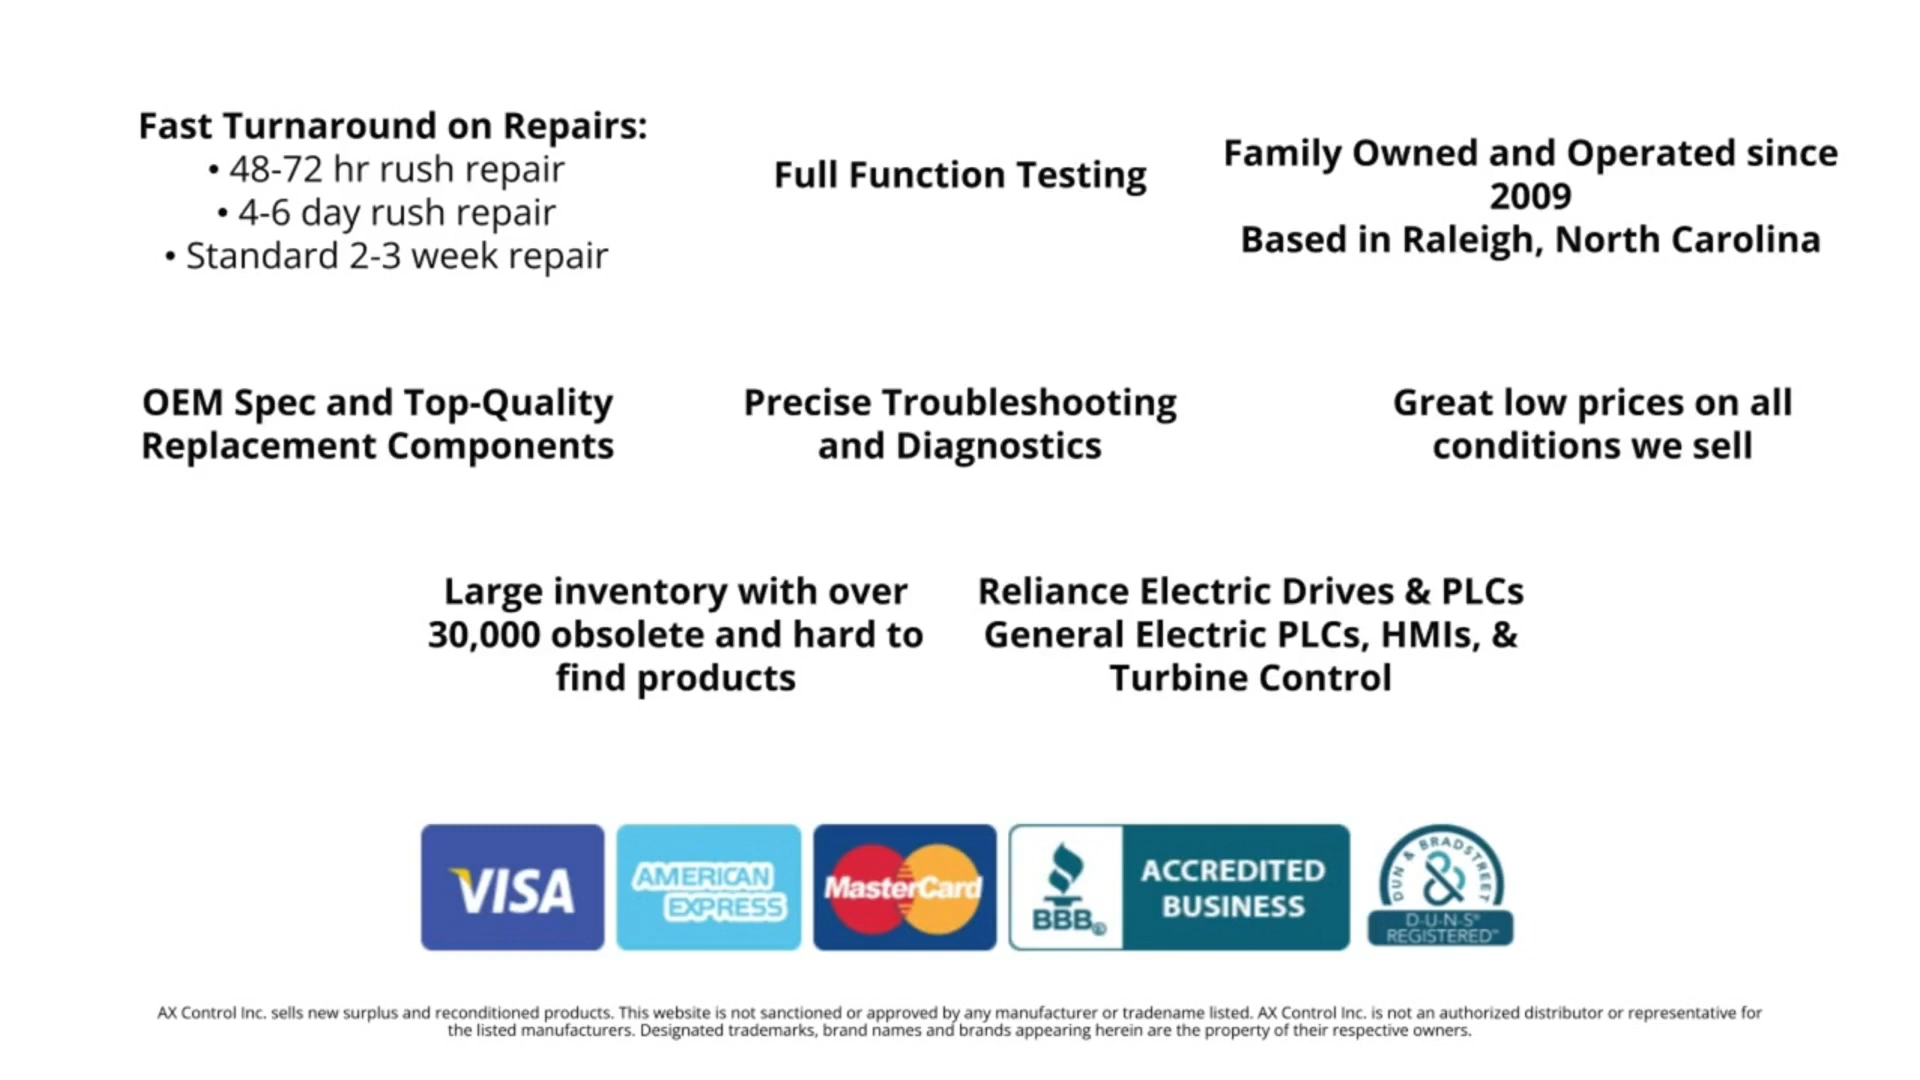 Fast Turnaround on Repairs:
• 48-72 hr rush repair
• 4-6 day rush repair
• Standard 2-3 week repair
Full Function Testing
Family Owned and Operated since
2009
Based in Raleigh, North Carolina
OEM Spec and Top-Quality
Replacement Components
Precise Troubleshooting
and Diagnostics
Great low prices on all
conditions we sell
Large inventory with over
30,000 obsolete and hard to
find products
Reliance Electric Drives & PLCs
General Electric PLCs, HMIs, &
Turbine Control
VISA
AMERICAN
EXPRESS
MasterCard
BBB®
ACCREDITED
BUSINESS
DUN & BRADSTREET
&
D-U-N-S®
REGISTERED™
AX Control Inc. sells new surplus and reconditioned products. This website is not sanctioned or approved by any manufacturer or tradename listed. AX Control Inc. is not an authorized distributor or representative for
the listed manufacturers. Designated trademarks, brand names and brands appearing herein are the property of their respective owners.